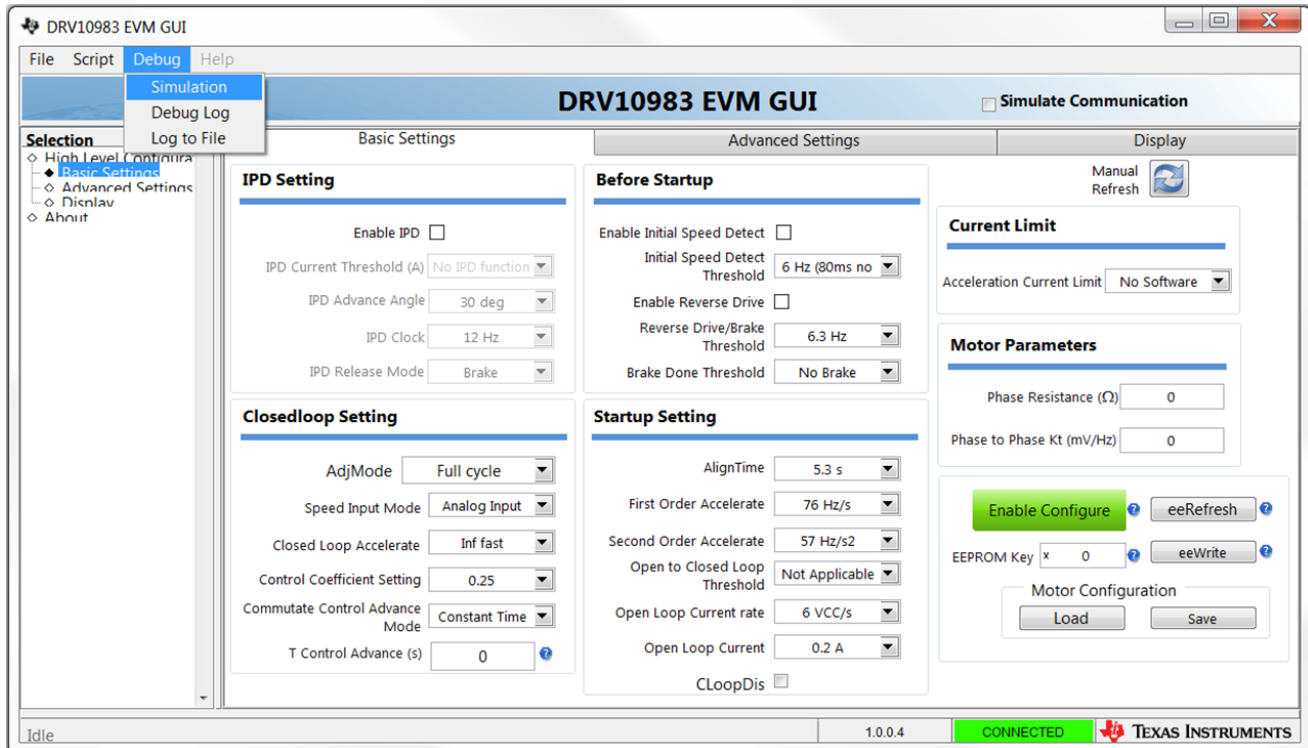 DRV10983 EVM GUI
File Script Debug Help
Simulation
Debug Log
Log to File
DRV10983 EVM GUI
Simulate Communication
Selection
High Level Configura
Basic Settings
Advanced Settings
Display
About
Basic Settings
Advanced Settings
Display
Manual
Refresh
IPD Setting
Enable IPD
IPD Current Threshold (A) No IPD function
IPD Advance Angle 30 deg
IPD Clock 12 Hz
IPD Release Mode Brake
Before Startup
Enable Initial Speed Detect
Initial Speed Detect
Threshold 6 Hz (80ms no
Enable Reverse Drive
Reverse Drive/Brake
Threshold 6.3 Hz
Brake Done Threshold No Brake
Current Limit
Acceleration Current Limit No Software
Motor Parameters
Phase Resistance (Ω) 0
Phase to Phase Kt (mV/Hz) 0
Closedloop Setting
AdjMode Full cycle
Speed Input Mode Analog Input
Closed Loop Accelerate Inf fast
Control Coefficient Setting 0.25
Commutate Control Advance
Mode Constant Time
T Control Advance (s) 0 ?
Startup Setting
AlignTime 5.3 s
First Order Accelerate 76 Hz/s
Second Order Accelerate 57 Hz/s2
Open to Closed Loop
Threshold Not Applicable
Open Loop Current rate 6 VCC/s
Open Loop Current 0.2 A
CLoopDis
Enable Configure ? eeRefresh ?
EEPROM Key x 0 ? eeWrite ?
Motor Configuration
Load Save
Idle 1.0.0.4 CONNECTED TEXAS INSTRUMENTS